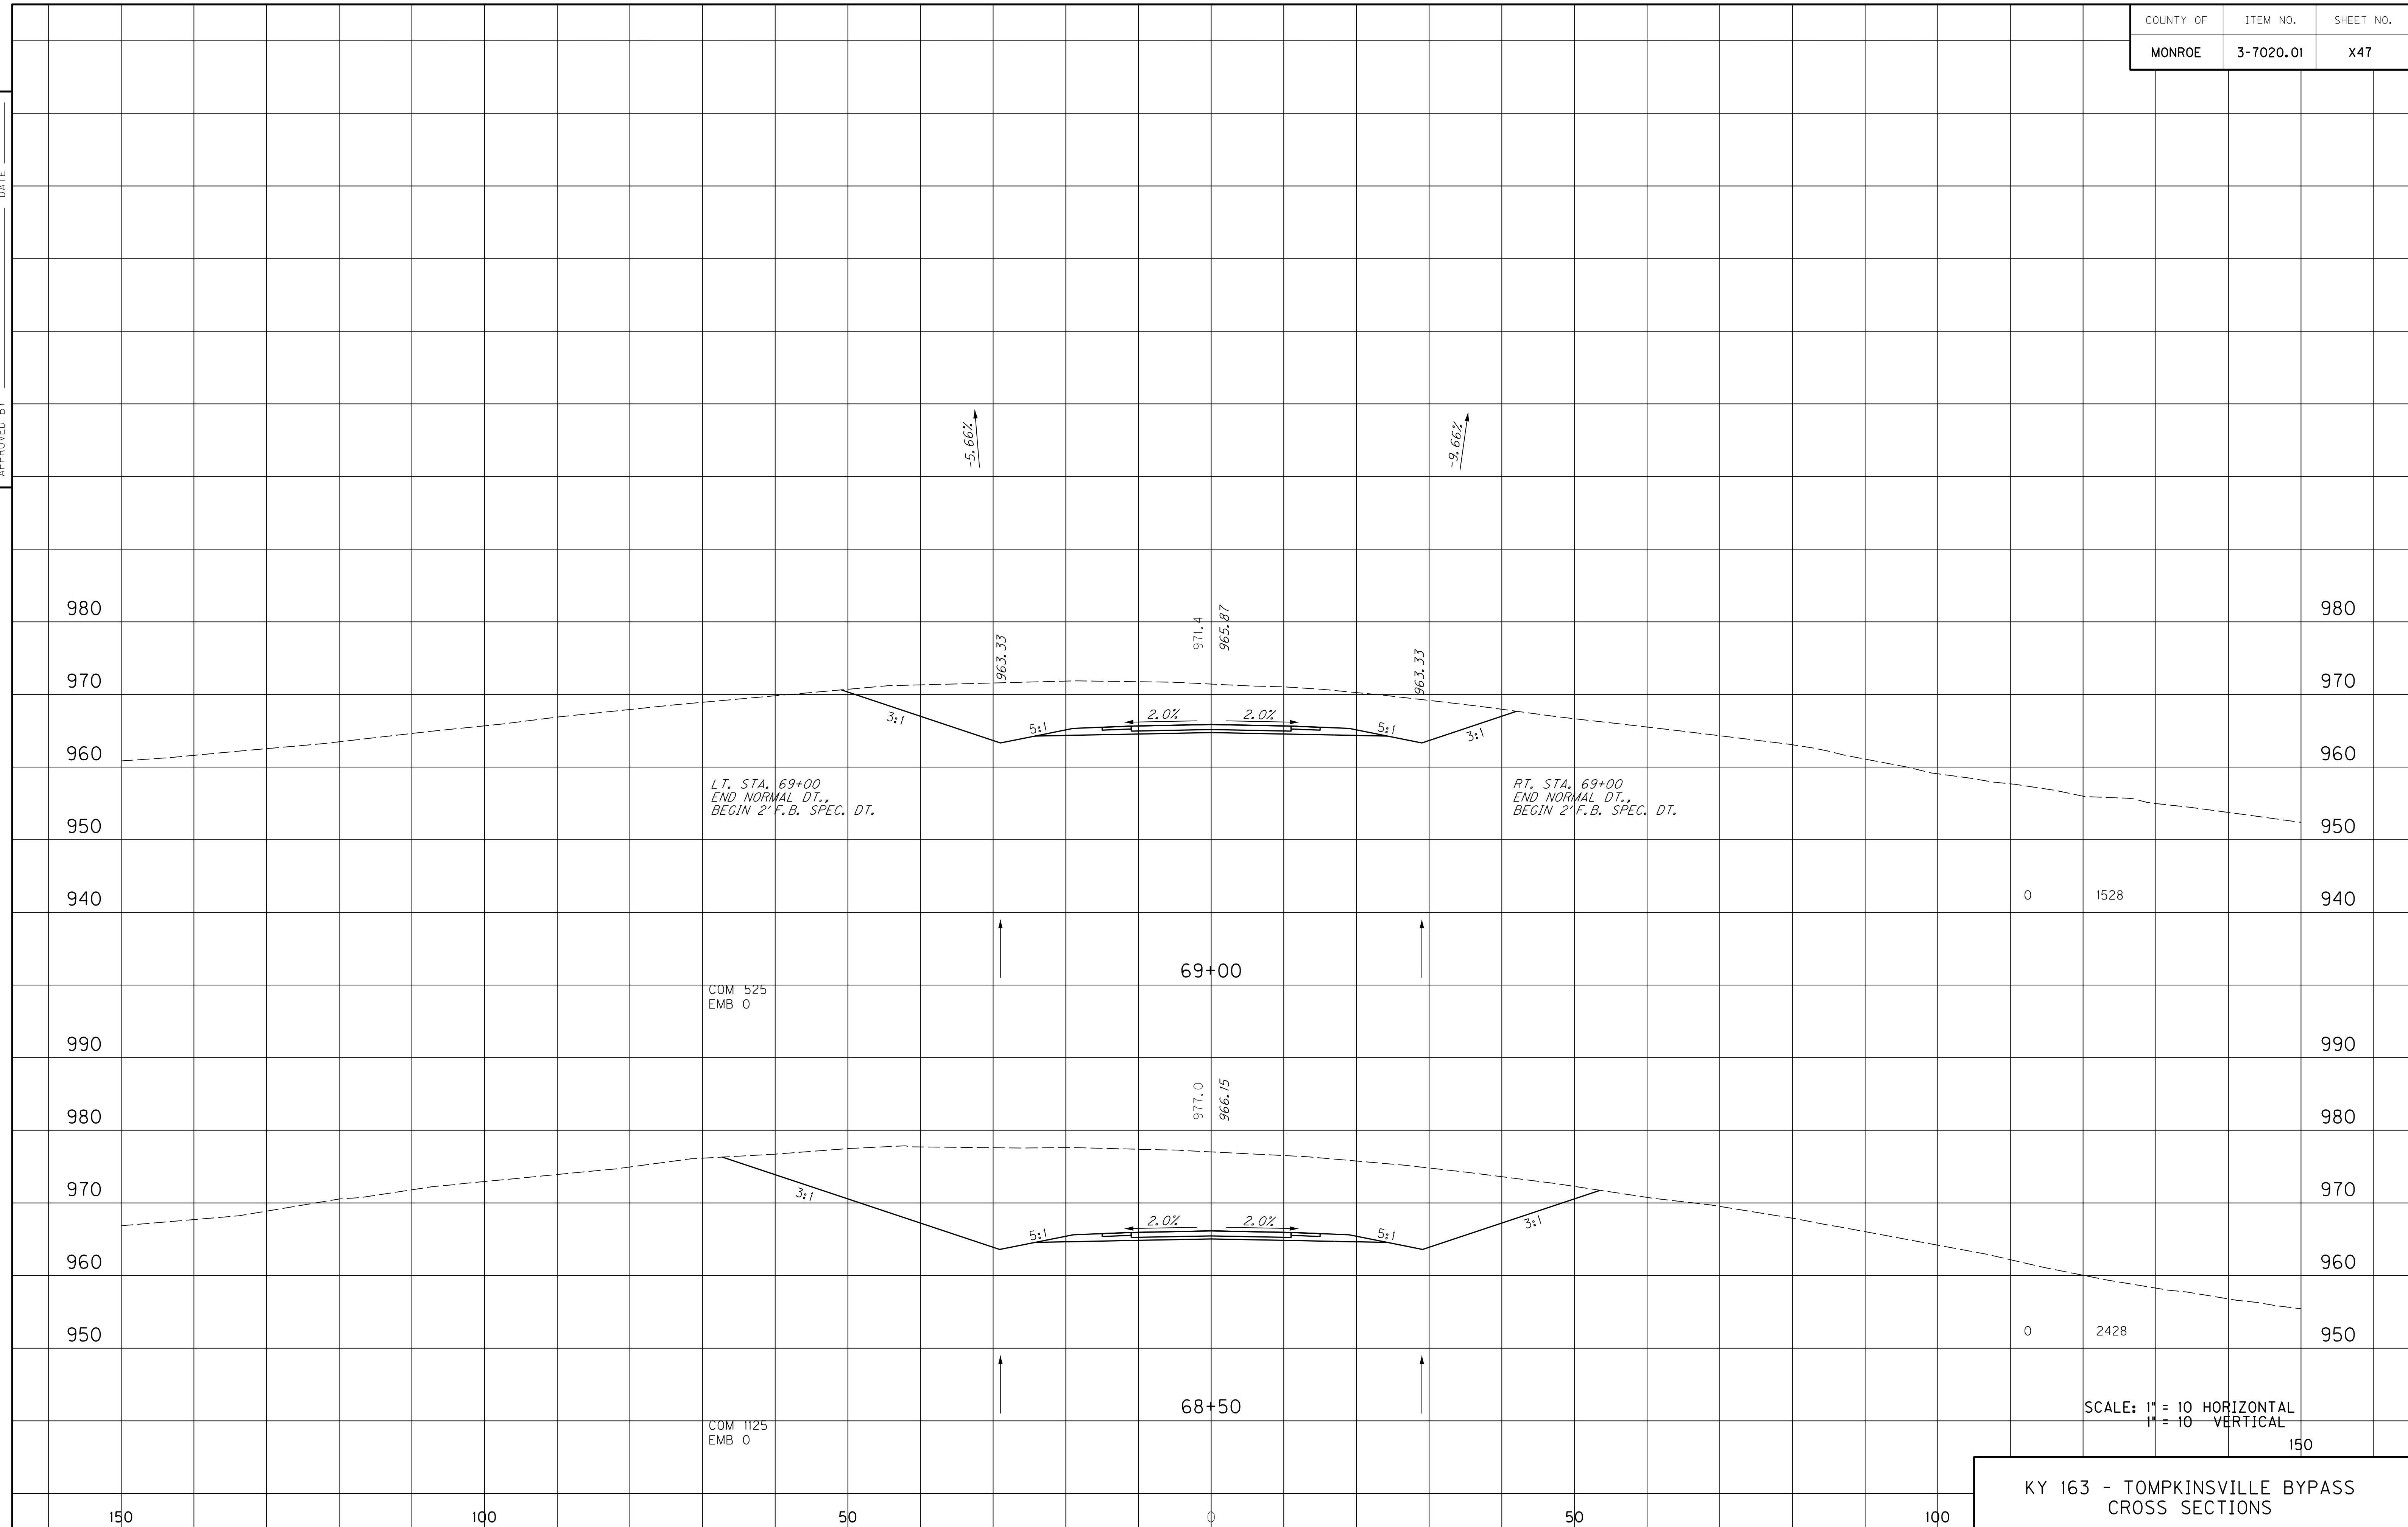 COUNTY OF ITEM NO. SHEET NO.
MONROE 3-7020.01 X47
DATE
APPROVED BY
-5.66% -9.66%
980 980
971.4 965.87
963.33 963.33
970 970
3:1 5:1 2.0% 2.0% 5:1 3:1
960 960
LT. STA. 69+00
END NORMAL DT.,
BEGIN 2' F.B. SPEC. DT.
RT. STA. 69+00
END NORMAL DT.,
BEGIN 2' F.B. SPEC. DT.
950 950
940 0 1528 940
69+00
COM 525
EMB 0
990 990
977.0 966.15
980 980
970 970
3:1 5:1 2.0% 2.0% 5:1 3:1
960 960
950 0 2428 950
68+50
SCALE: 1" = 10 HORIZONTAL
1" = 10 VERTICAL
COM 1125
EMB 0
150
KY 163 - TOMPKINSVILLE BYPASS
CROSS SECTIONS
150 100 50 0 50 100